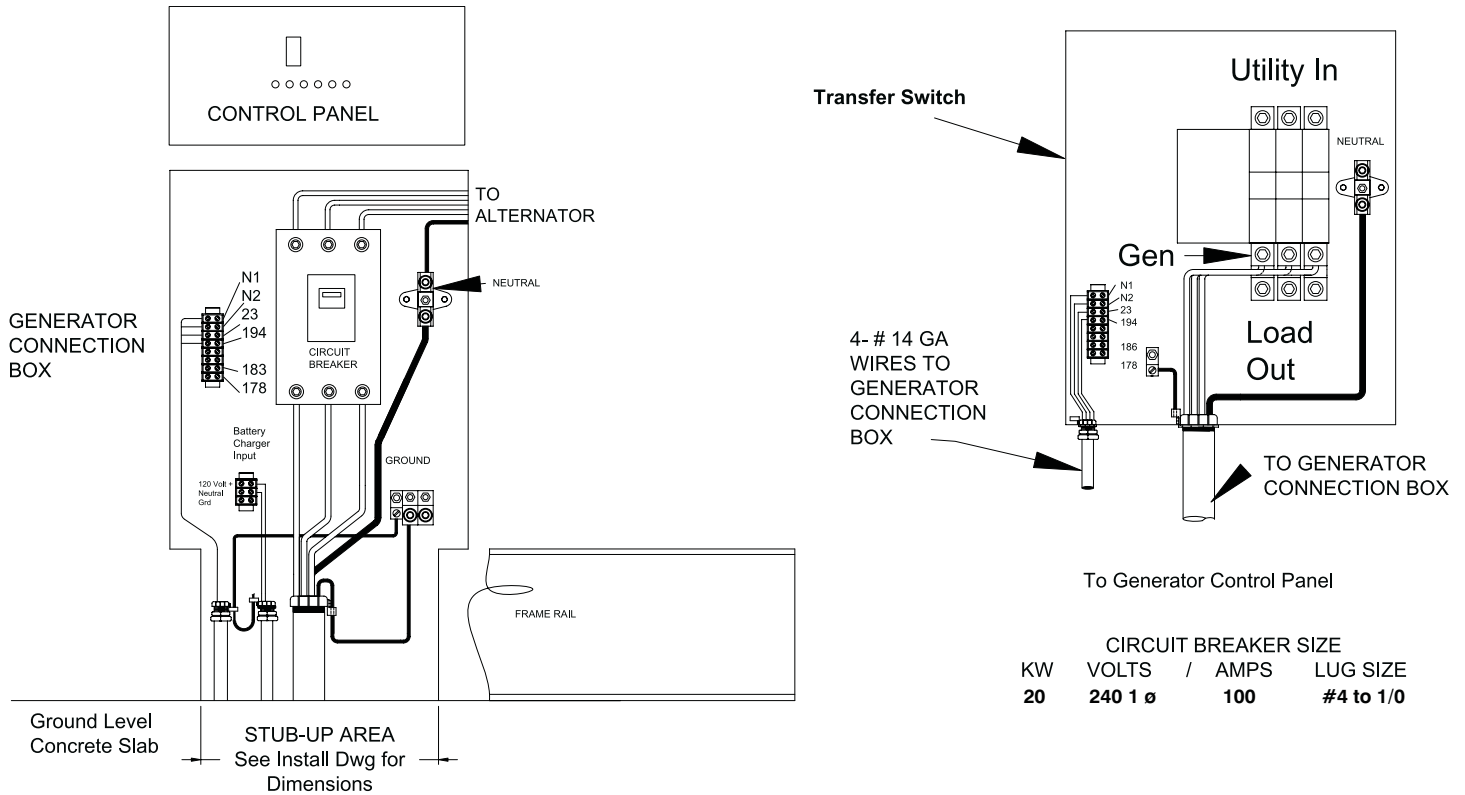 CONTROL PANEL
TO
ALTERNATOR
N1
N2
23
194
183
178
GENERATOR
CONNECTION
BOX
CIRCUIT
BREAKER
NEUTRAL
Battery
Charger
Input
120 Volt +
Neutral
Grd
GROUND
FRAME RAIL
Ground Level
Concrete Slab
STUB-UP AREA
See Install Dwg for
Dimensions
Transfer Switch
Utility In
NEUTRAL
Gen
N1
N2
23
194
186
178
Load
Out
4- # 14 GA
WIRES TO
GENERATOR
CONNECTION
BOX
TO GENERATOR
CONNECTION BOX
To Generator Control Panel
CIRCUIT BREAKER SIZE
KW VOLTS / AMPS LUG SIZE
20 240 1 ø 100 #4 to 1/0